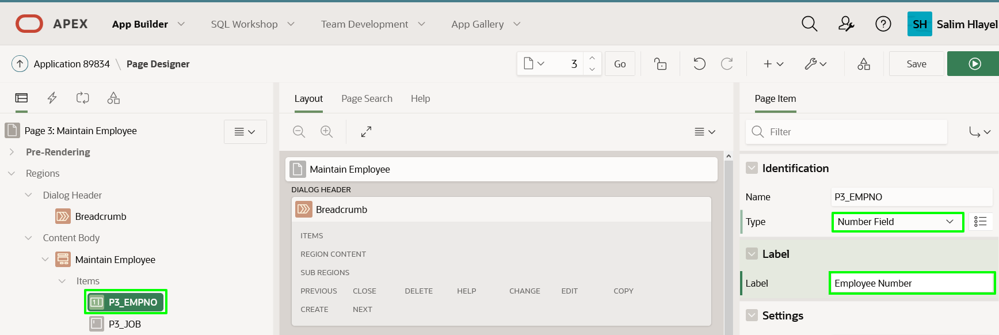 APEX App Builder SQL Workshop Team Development App Gallery SH Salim Hlayel
Application 89834 \ Page Designer 3 Go Save
Layout Page Search Help Page Item
Page 3: Maintain Employee
Pre-Rendering
Regions
Dialog Header
Breadcrumb
Content Body
Maintain Employee
Items
P3_EMPNO
P3_JOB
Maintain Employee
DIALOG HEADER
Breadcrumb
ITEMS
REGION CONTENT
SUB REGIONS
PREVIOUS CLOSE DELETE HELP CHANGE EDIT COPY
CREATE NEXT
Filter
Identification
Name P3_EMPNO
Type Number Field
Label
Label Employee Number
Settings